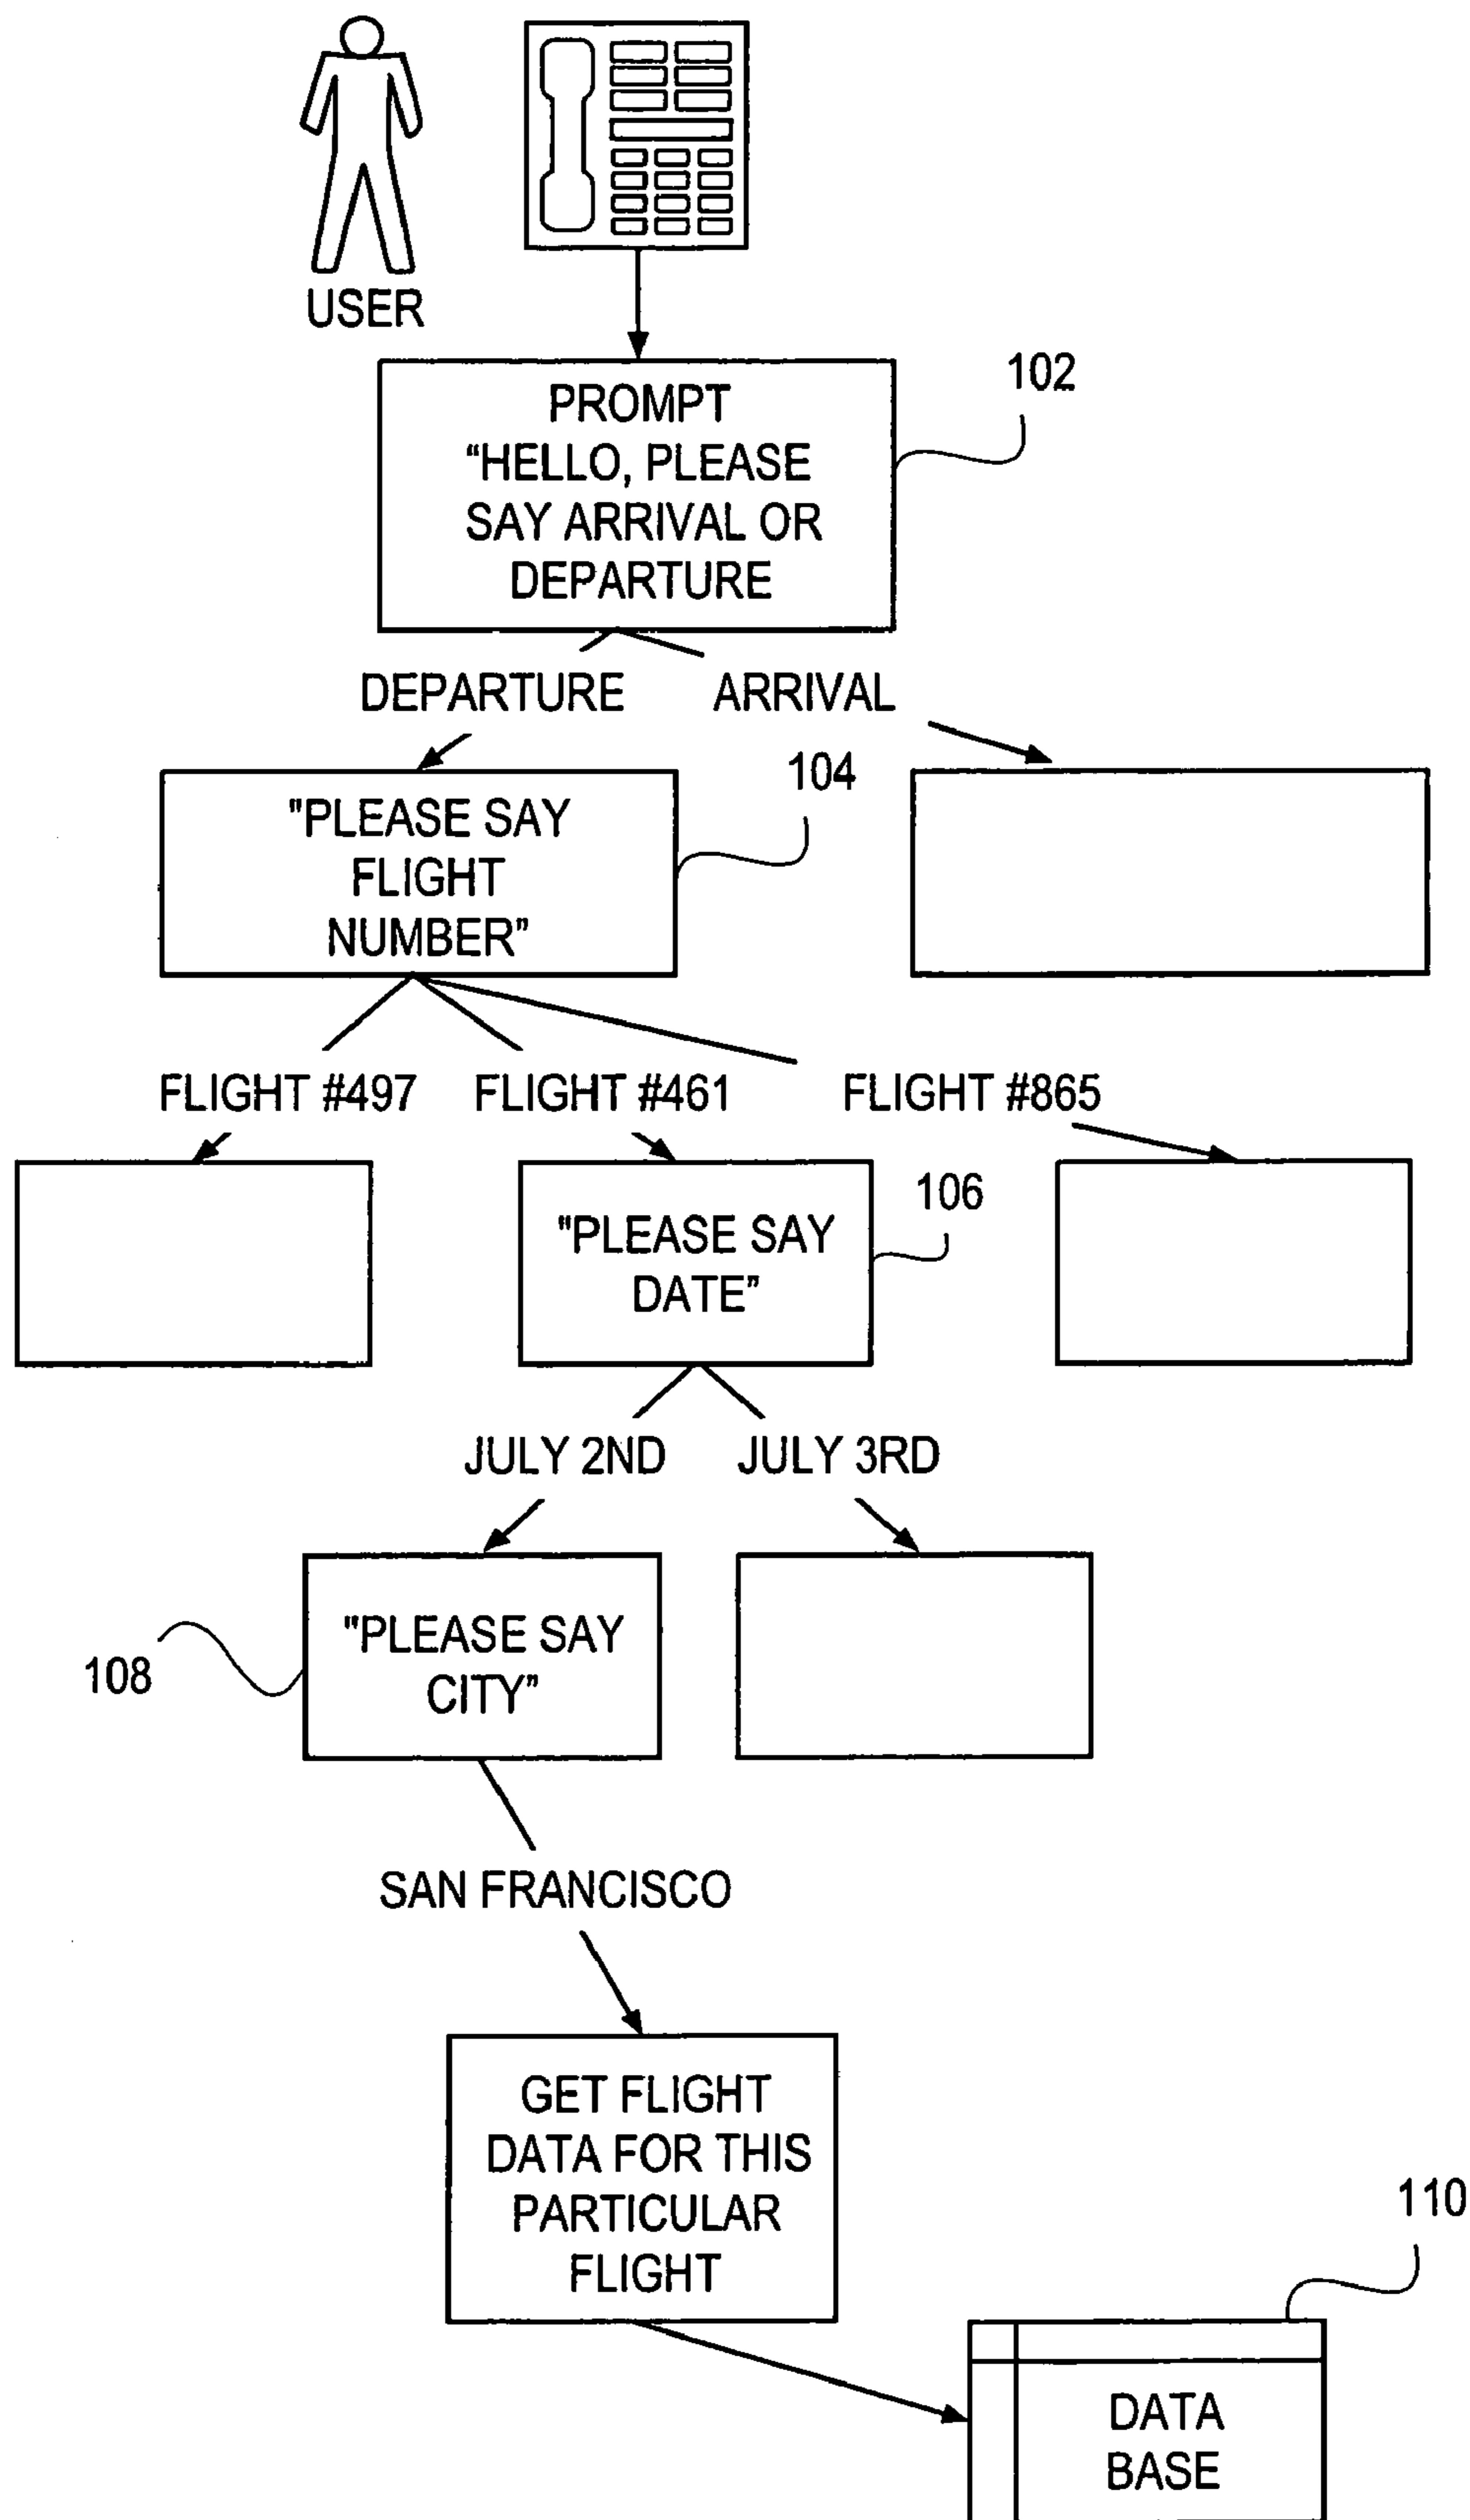 USER
102
PROMPT
“HELLO, PLEASE
SAY ARRIVAL OR
DEPARTURE
DEPARTURE
ARRIVAL
104
"PLEASE SAY
FLIGHT
NUMBER”
FLIGHT #497
FLIGHT #461
FLIGHT #865
106
"PLEASE SAY
DATE”
JULY 2ND
JULY 3RD
108
"PLEASE SAY
CITY”
SAN FRANCISCO
GET FLIGHT
DATA FOR THIS
PARTICULAR
FLIGHT
110
DATA
BASE